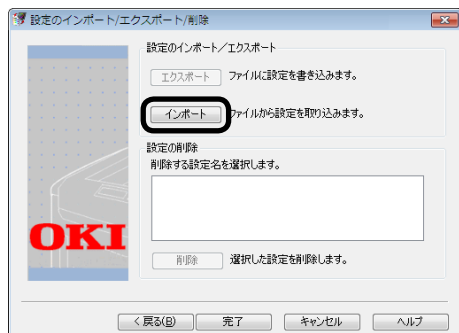 設定のインポート/エクスポート/削除
設定のインポート/エクスポート
エクスポート ファイルに設定を書き込みます。
インポート ファイルから設定を取り込みます。
設定の削除
削除する設定名を選択します。
OKI
削除 選択した設定を削除します。
< 戻る(B) 完了 キャンセル ヘルプ